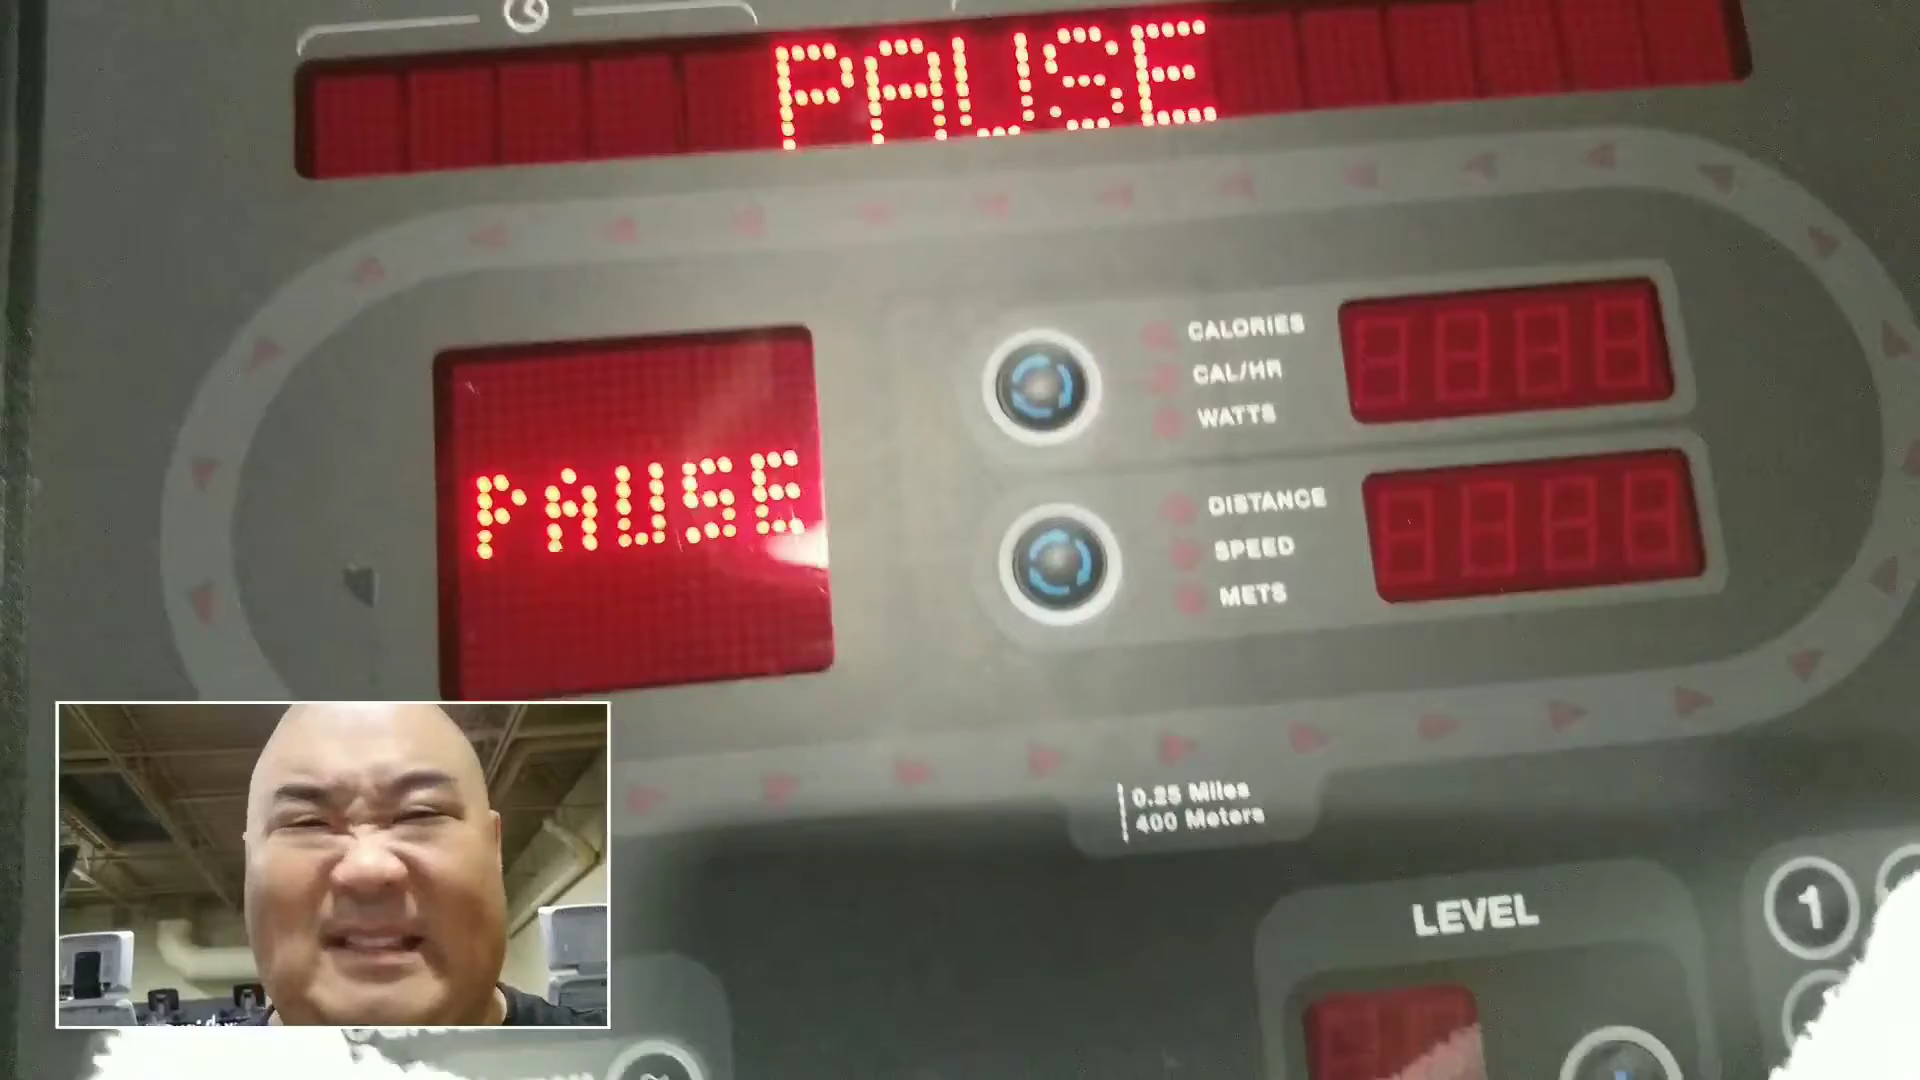 PAUSE
PAUSE
CALORIES
CAL/HR
WATTS
DISTANCE
SPEED
METS
0.25 Miles
400 Meters
LEVEL
1